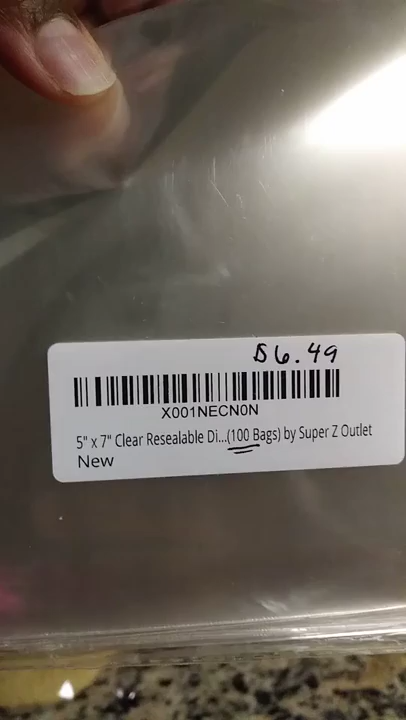 $6.49
X001NECN0N
5" x 7" Clear Resealable Di...(100 Bags) by Super Z Outlet
New